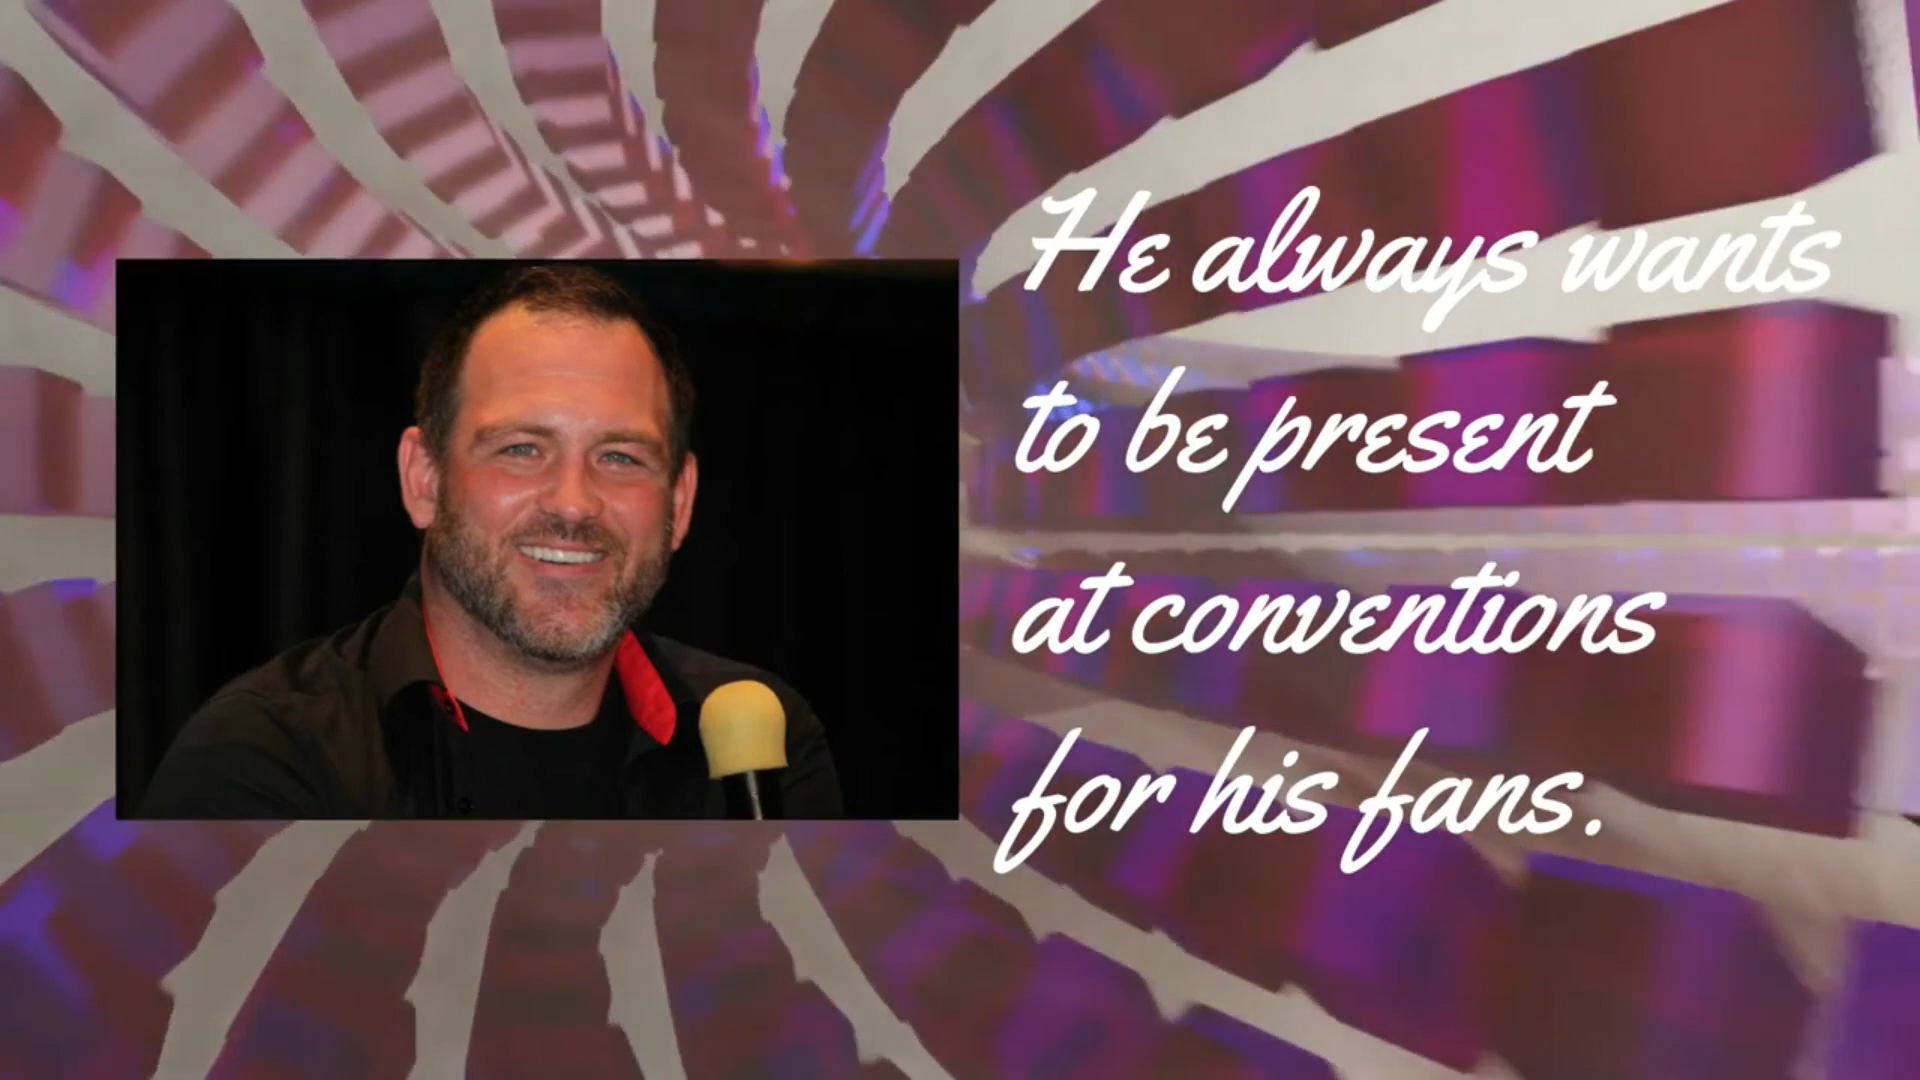 He always wants
to be present
at conventions
for his fans.